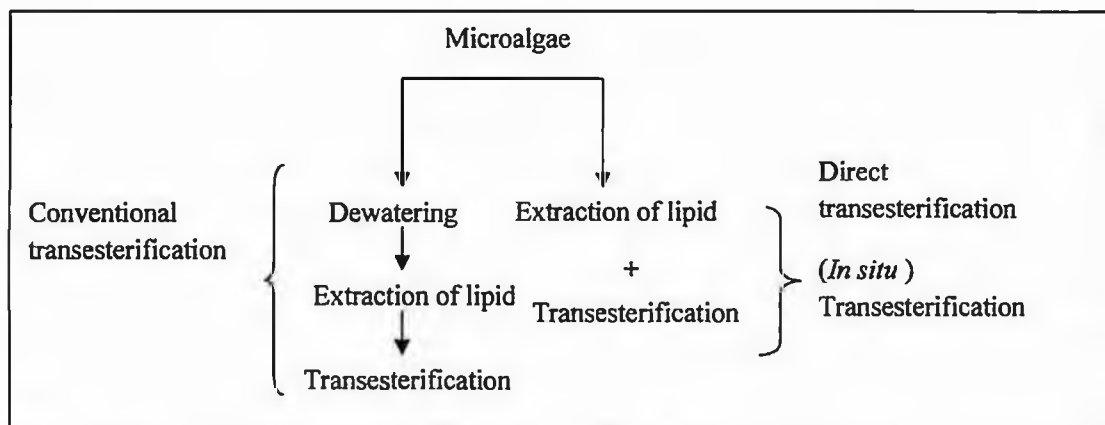 Microalgae
Conventional
transesterification
Dewatering
Extraction of lipid
Transesterification
Extraction of lipid
+
Transesterification
Direct
transesterification
(In situ )
Transesterification